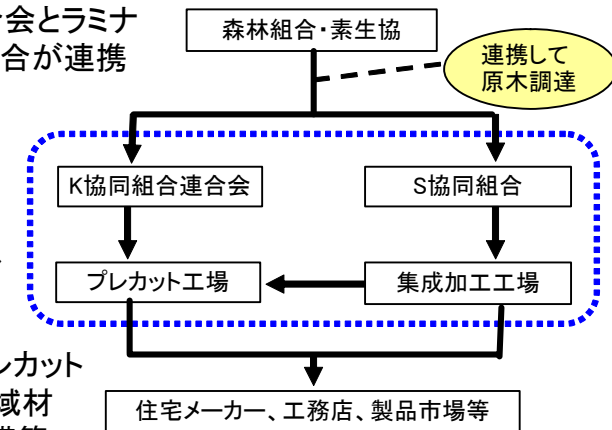 会とラミナ
合が連携
森林組合・素生協
連携して
原木調達
K協同組合連合会
S協同組合
プレカット工場
集成加工工場
レカット
域材
住宅メーカー、工務店、製品市場等